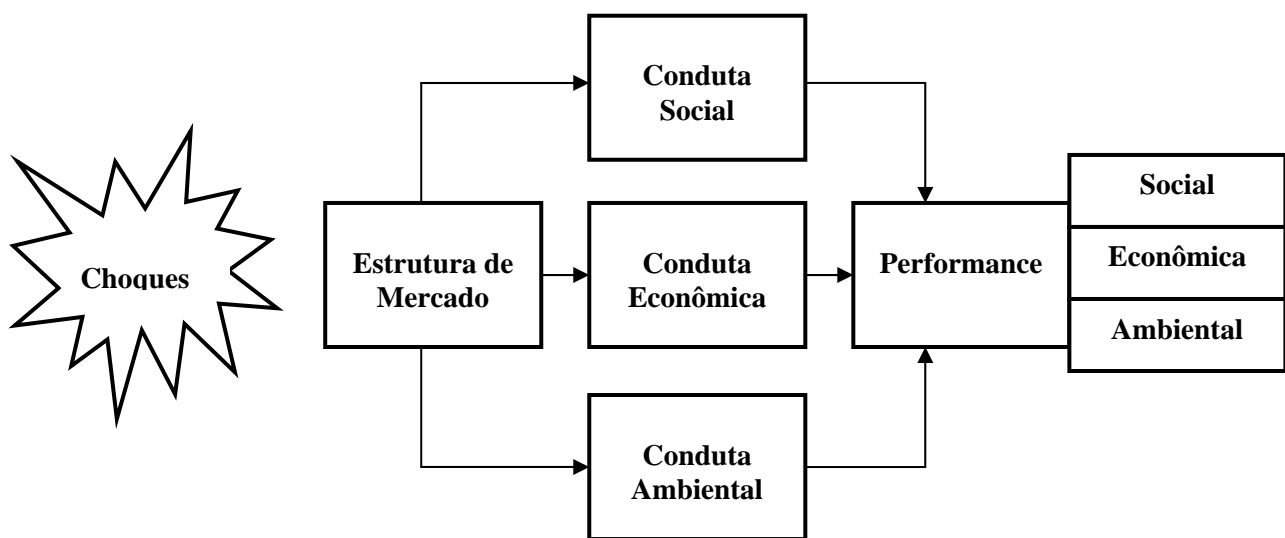 Choques
Estrutura de
Mercado
Conduta
Social
Conduta
Econômica
Conduta
Ambiental
Performance
Social
Econômica
Ambiental